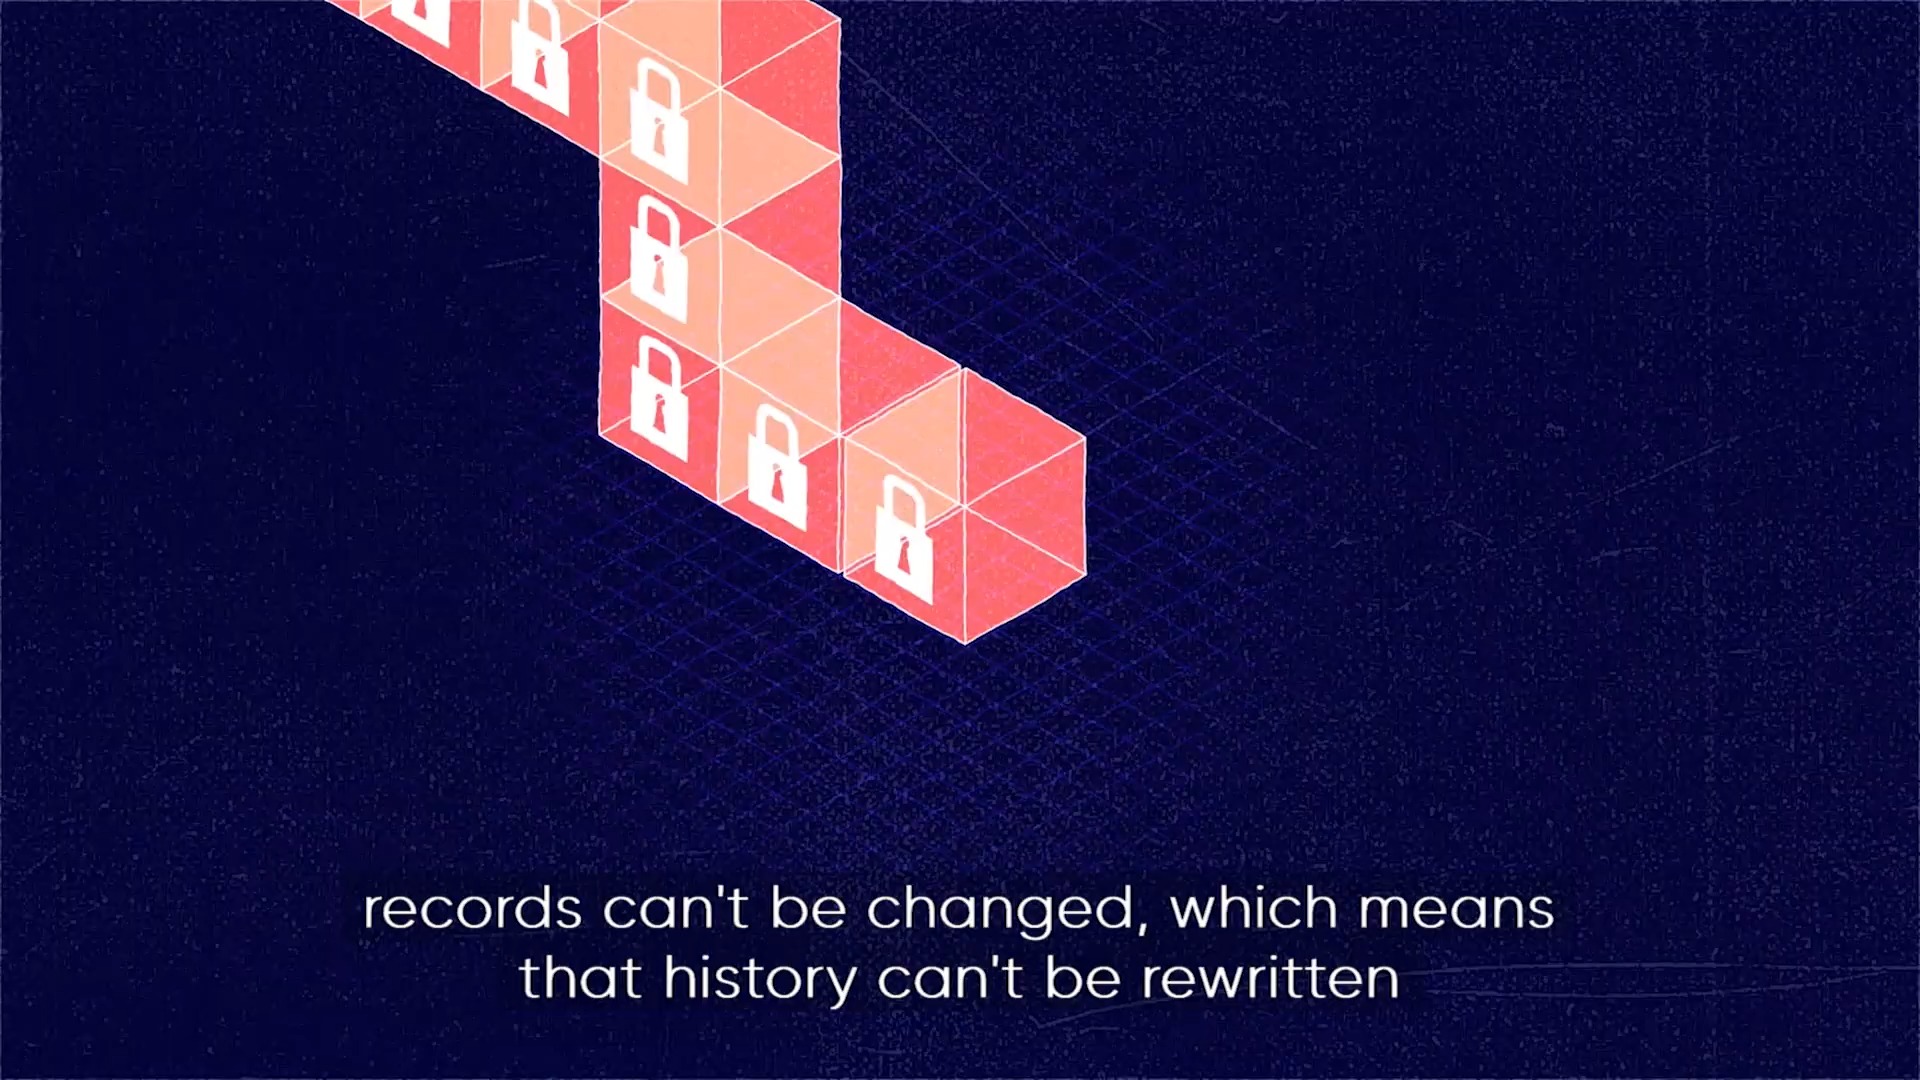 records can't be changed, which means
that history can't be rewritten